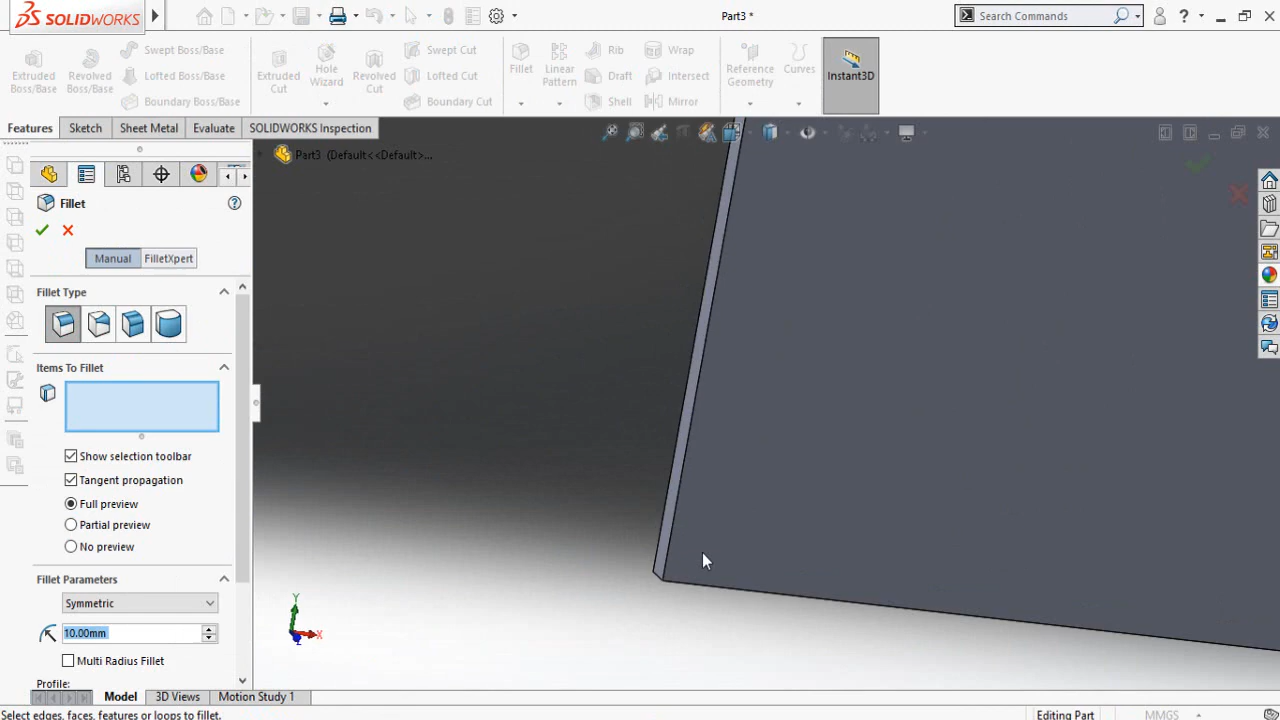 SOLIDWORKS
Part3 *
Search Commands
?
Extruded Boss/Base
Revolved Boss/Base
Swept Boss/Base
Lofted Boss/Base
Boundary Boss/Base
Extruded Cut
Hole Wizard
Revolved Cut
Swept Cut
Lofted Cut
Boundary Cut
Fillet
Linear Pattern
Rib
Draft
Shell
Wrap
Intersect
Mirror
Reference Geometry
Curves
Instant3D
Features
Sketch
Sheet Metal
Evaluate
SOLIDWORKS Inspection
Part3 (Default<<Default>...
Fillet
?
Manual
FilletXpert
Fillet Type
Items To Fillet
Show selection toolbar
Tangent propagation
Full preview
Partial preview
No preview
Fillet Parameters
Symmetric
10.00mm
Multi Radius Fillet
Profile:
Y
X
Z
Model
3D Views
Motion Study 1
Select edges, faces, features or loops to fillet.
Editing Part
MMGS